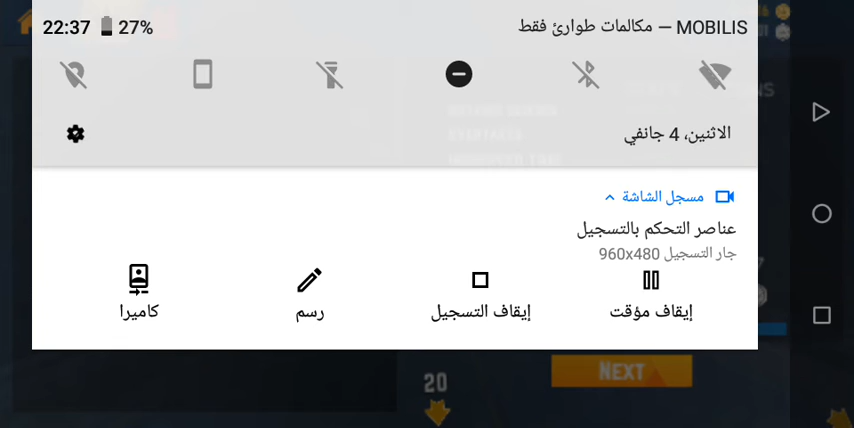 22:37 27%
MOBILIS — مكالمات طوارئ فقط
الاثنين، 4 جانفي
مسجل الشاشة
عناصر التحكم بالتسجيل
جار التسجيل 960x480
إيقاف مؤقت
إيقاف التسجيل
رسم
كاميرا
20
NEXT